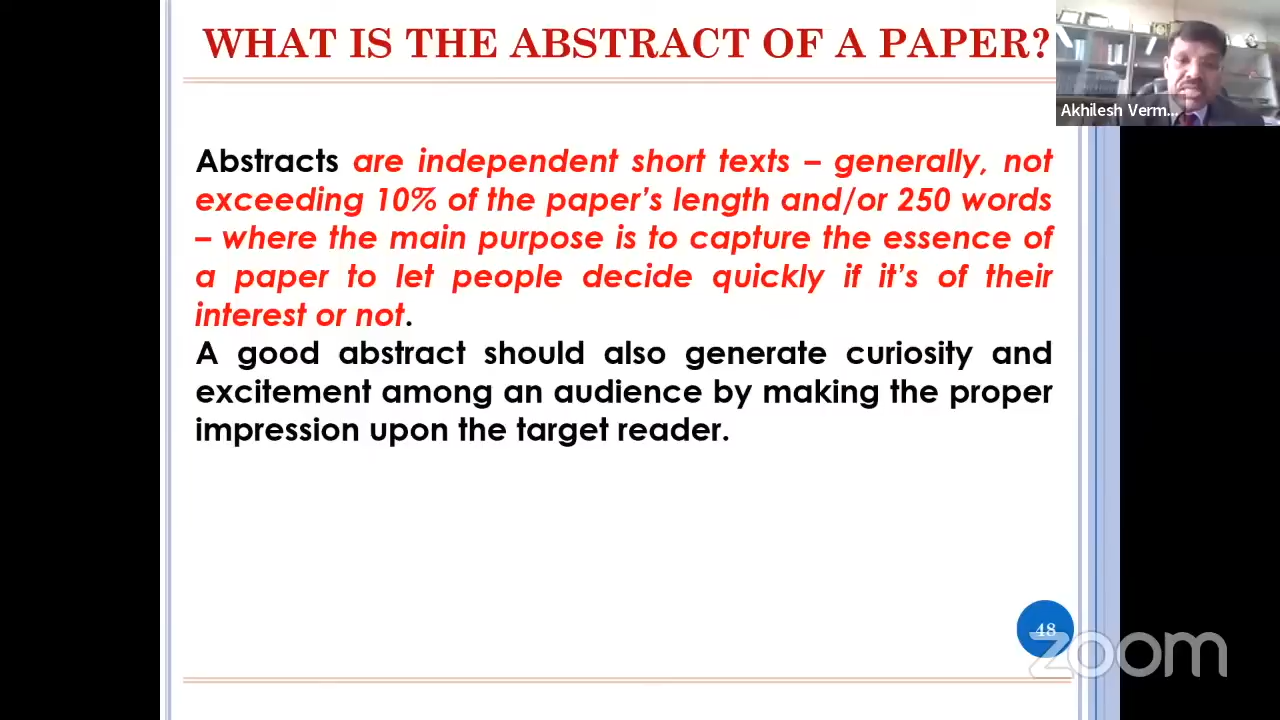 WHAT IS THE ABSTRACT OF A PAPER?
Akhilesh Verm...
Abstracts are independent short texts – generally, not
exceeding 10% of the paper’s length and/or 250 words
– where the main purpose is to capture the essence of
a paper to let people decide quickly if it’s of their
interest or not.
A good abstract should also generate curiosity and
excitement among an audience by making the proper
impression upon the target reader.
48
zoom